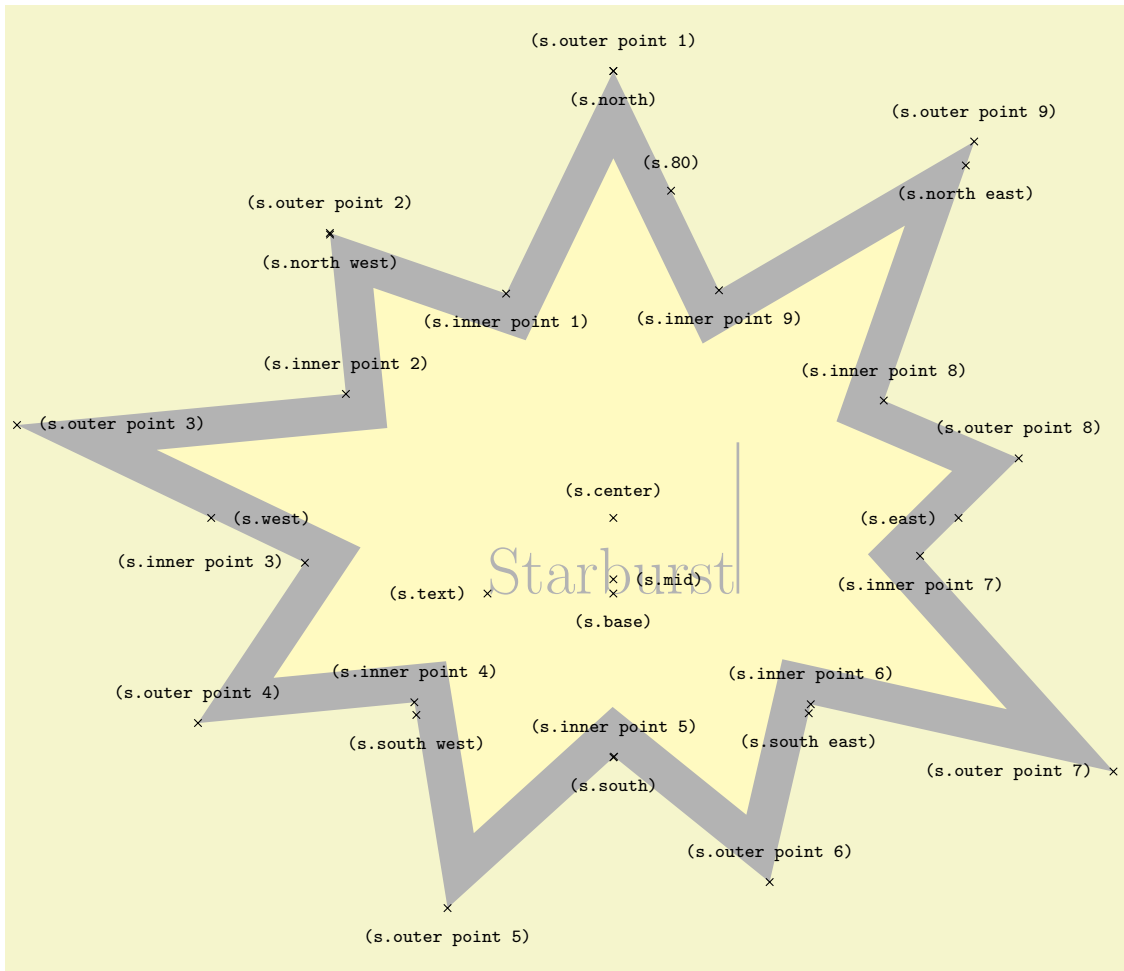 (s.outer point 1)
(s.north)
(s.outer point 9)
(s.80)
(s.north east)
(s.outer point 2)
(s.north west)
(s.inner point 1)
(s.inner point 9)
(s.inner point 2)
(s.inner point 8)
(s.outer point 3)
(s.outer point 8)
(s.center)
(s.west)
(s.east)
(s.inner point 3)
Starburst
(s.mid)
(s.inner point 7)
(s.text)
(s.base)
(s.inner point 4)
(s.inner point 6)
(s.outer point 4)
(s.inner point 5)
(s.south west)
(s.south east)
(s.outer point 7)
(s.south)
(s.outer point 6)
(s.outer point 5)